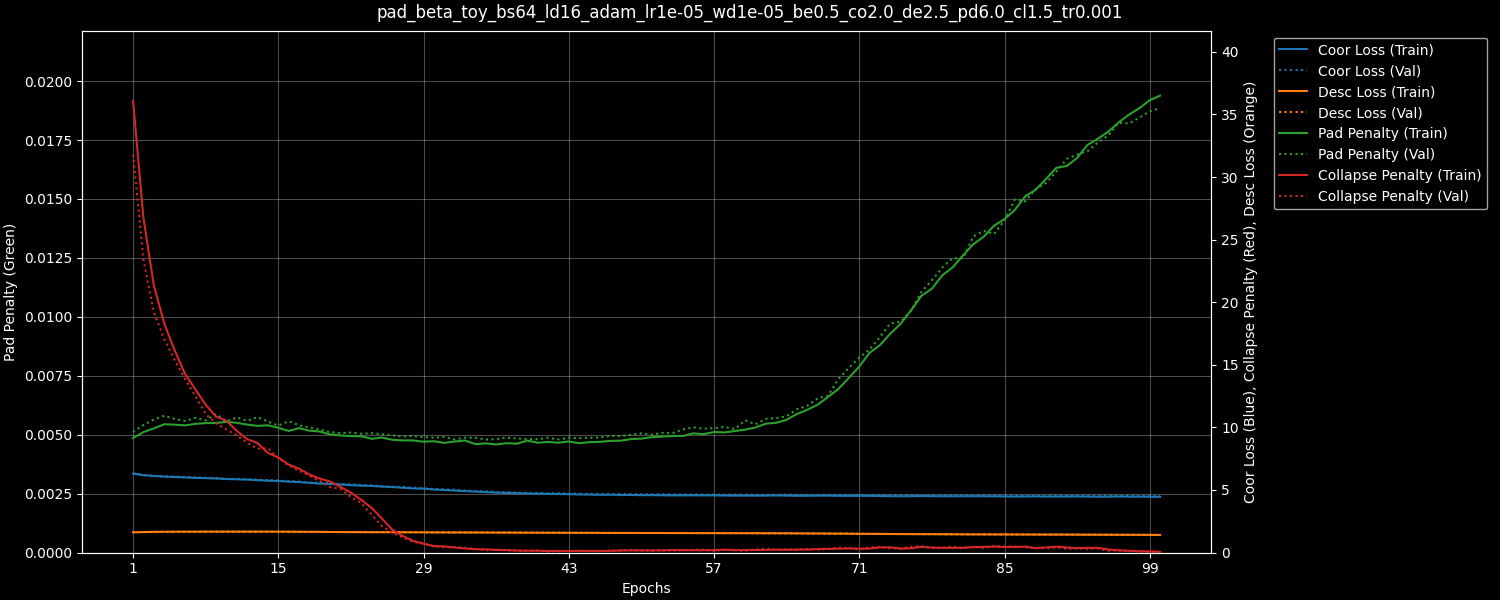 pad_beta_toy_bs64_ld16_adam_lr1e-05_wd1e-05_be0.5_co2.0_de2.5_pd6.0_cl1.5_tr0.001
Pad Penalty (Green)
0.0200
0.0175
0.0150
0.0125
0.0100
0.0075
0.0050
0.0025
0.0000
1
15
29
43
57
71
85
99
Epochs
40
35
30
25
20
15
10
5
0
Coor Loss (Blue), Collapse Penalty (Red), Desc Loss (Orange)
Coor Loss (Train)
Coor Loss (Val)
Desc Loss (Train)
Desc Loss (Val)
Pad Penalty (Train)
Pad Penalty (Val)
Collapse Penalty (Train)
Collapse Penalty (Val)